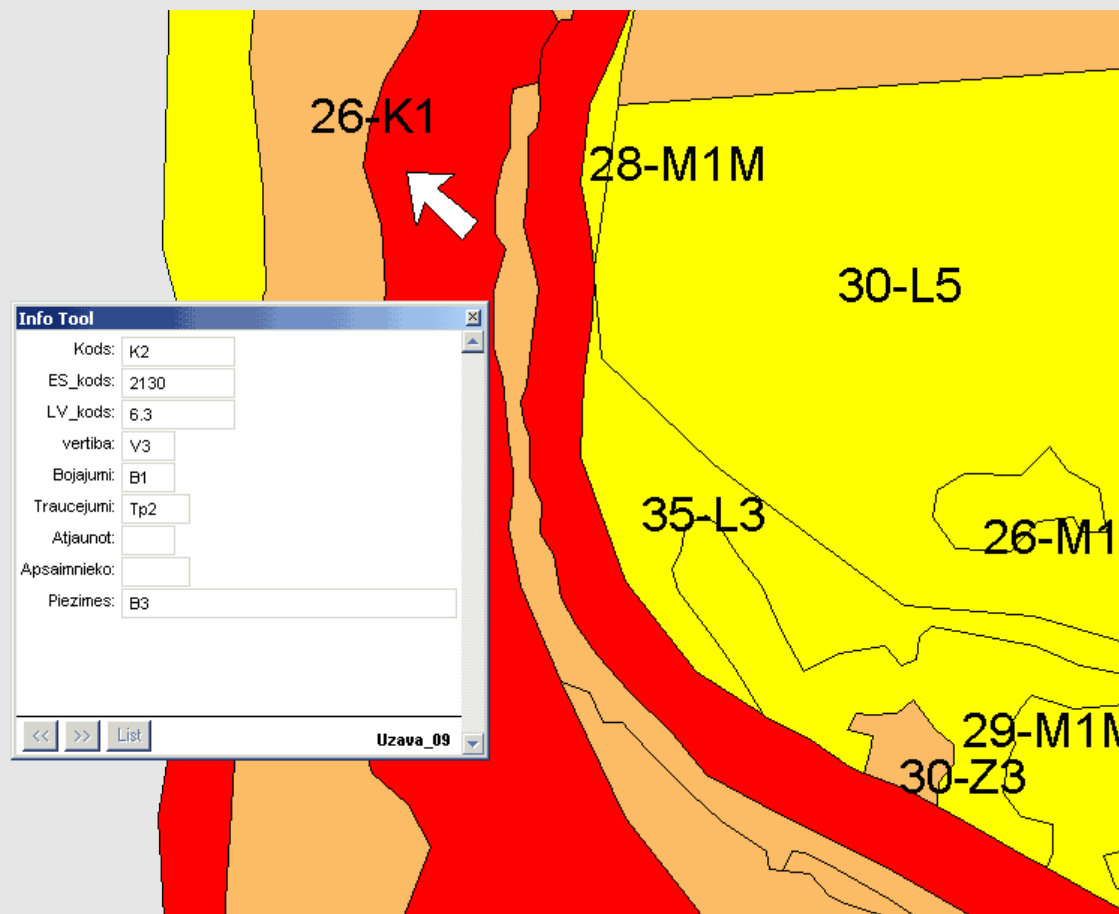 26-K1
28-M1M
30-L5
Info Tool
Kods: K2
ES_kods: 2130
LV_kods: 6.3
vertiba: V3
Bojajumi: B1
Traucejumi: Tp2
Atjaunot:
Apsaimnieko:
Piezimes: B3
<< >> List Uzava_09
35-L3
26-M1
29-M1M
30-Z3